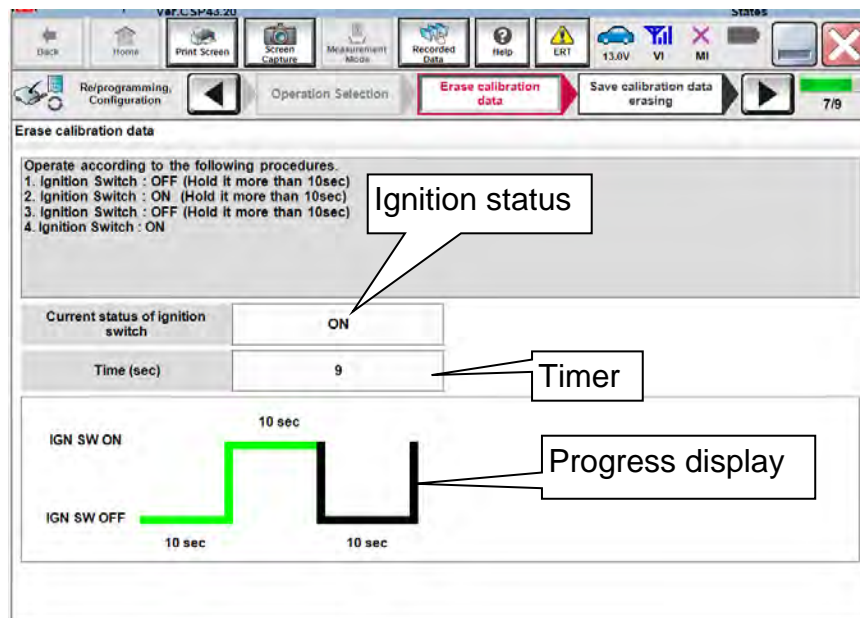 Ver.CSP43.20
States
Back
Home
Print Screen
Screen
Capture
Measurement
Mode
Recorded
Data
Help
ERT
13.0V
VI
MI
Re/programming,
Configuration
Operation Selection
Erase calibration
data
Save calibration data
erasing
7/9
Erase calibration data
Operate according to the following procedures.
1. Ignition Switch : OFF (Hold it more than 10sec)
2. Ignition Switch : ON (Hold it more than 10sec)
3. Ignition Switch : OFF (Hold it more than 10sec)
4. Ignition Switch : ON
Ignition status
Current status of ignition
switch
ON
Time (sec)
9
Timer
10 sec
IGN SW ON
Progress display
IGN SW OFF
10 sec
10 sec